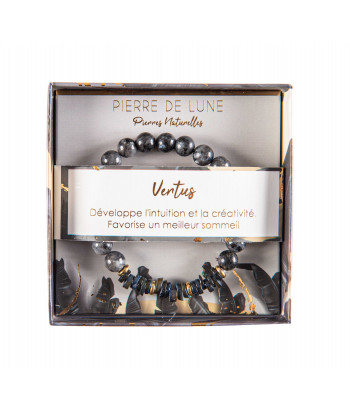 PIERRE DE LUNE
Pierres Naturelles
Vertus
Développe l'intuition et la créativité
Favorise un meilleur sommeil